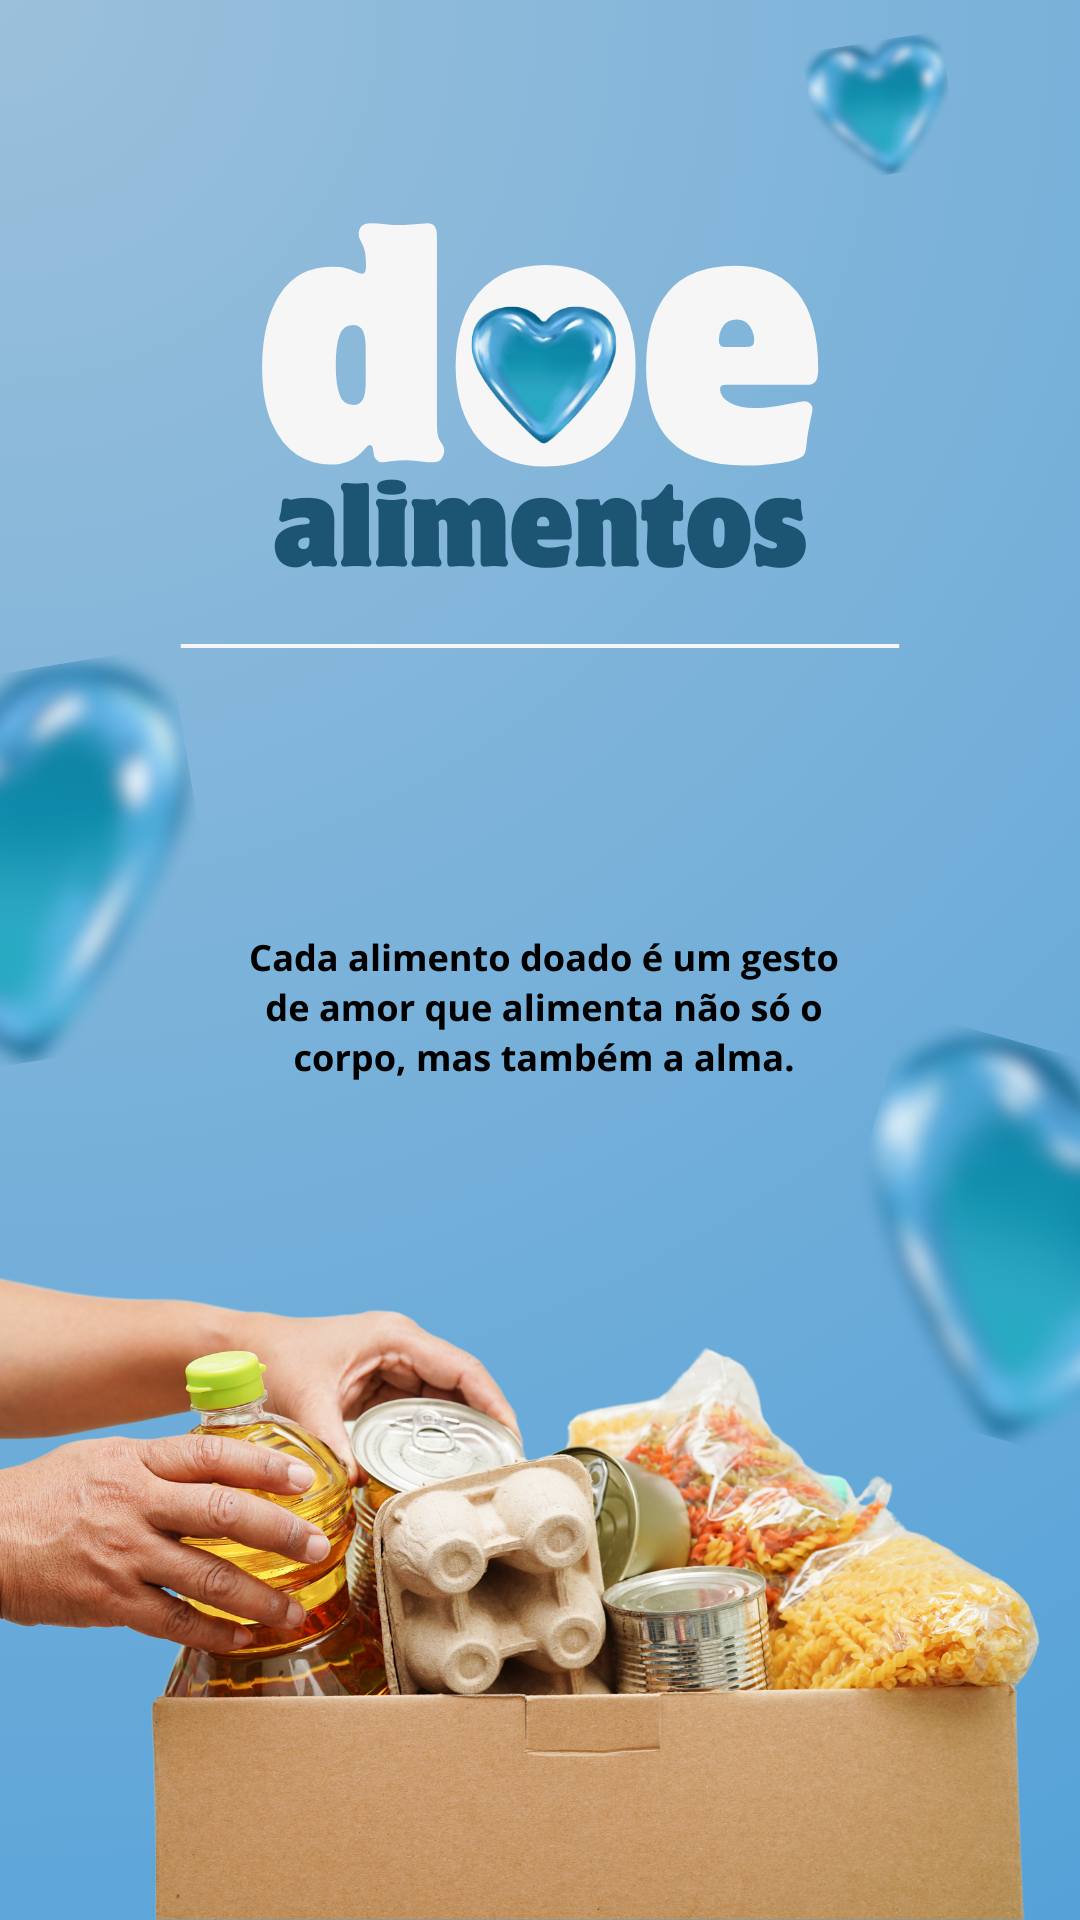 doe
alimentos
Cada alimento doado é um gesto
de amor que alimenta não só o
corpo, mas também a alma.